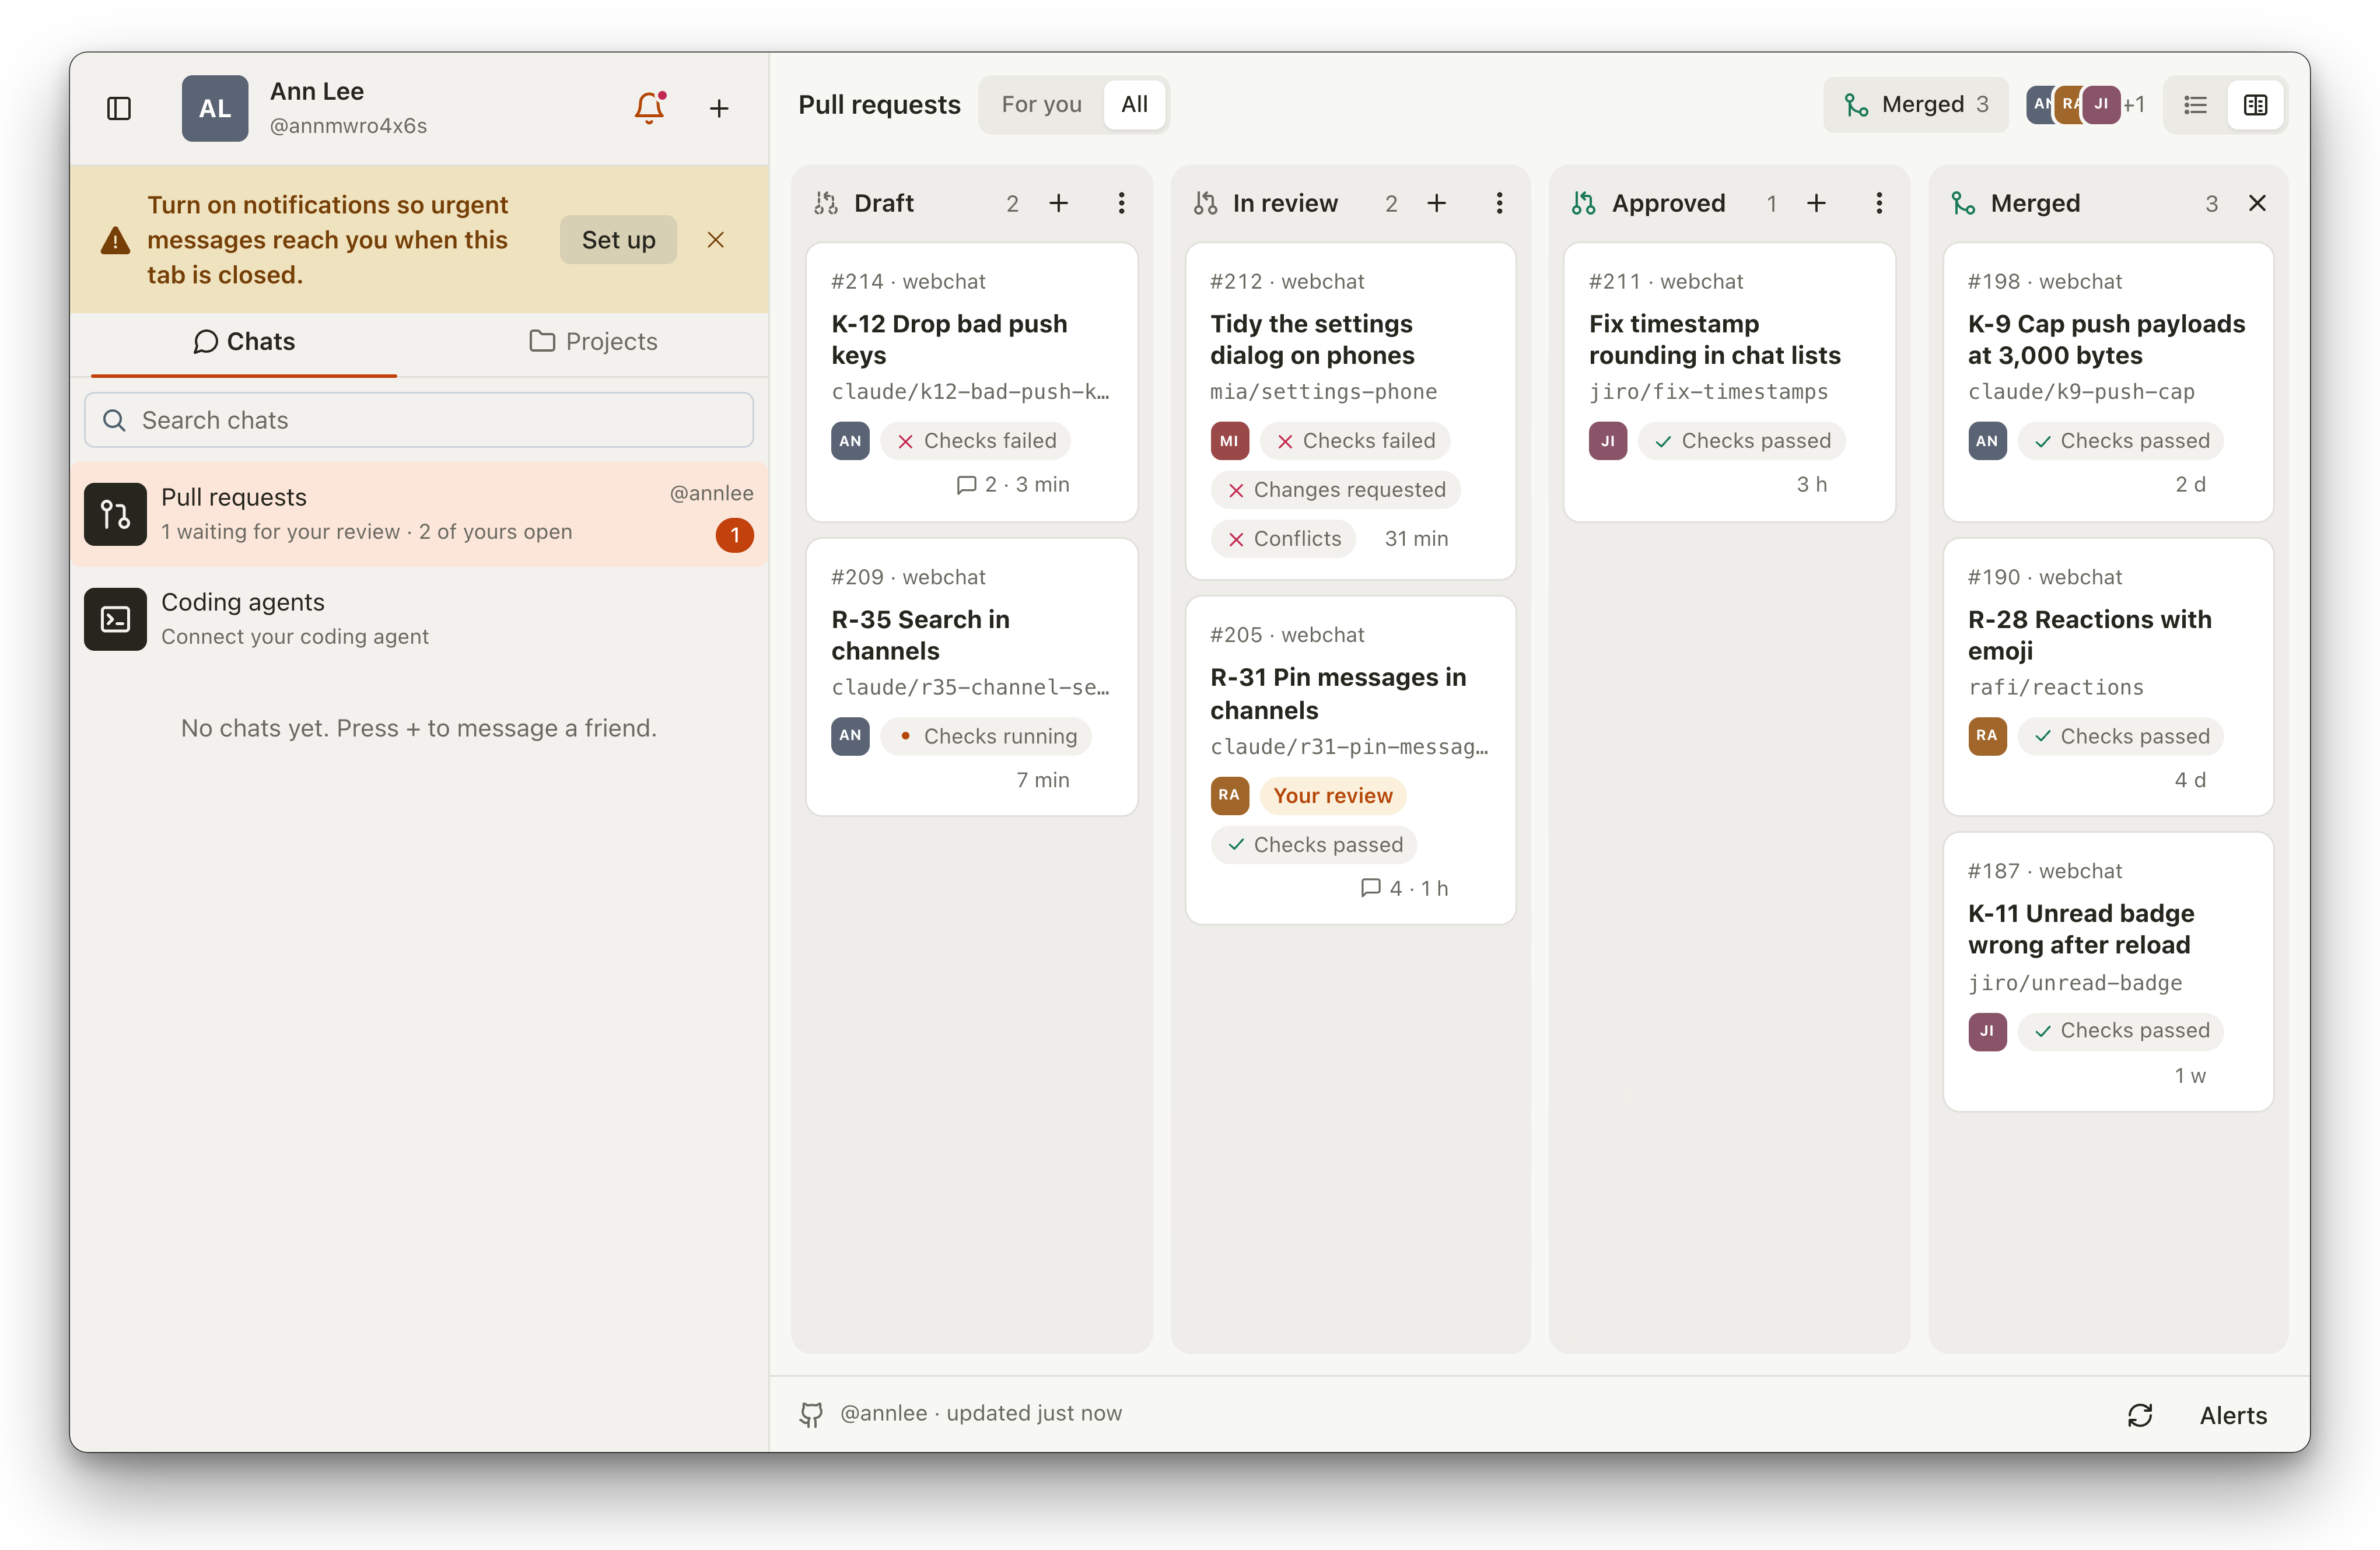 AL
Ann Lee
@annmwro4x6s
Turn on notifications so urgent
messages reach you when this
tab is closed.
Set up
Chats
Projects
Search chats
Pull requests
@annlee
1 waiting for your review · 2 of yours open
1
Coding agents
Connect your coding agent
No chats yet. Press + to message a friend.
Pull requests
For you
All
Merged 3
AN
RA
JI
+1
Draft 2
#214 · webchat
K-12 Drop bad push
keys
claude/k12-bad-push-k…
AN
Checks failed
2 · 3 min
#209 · webchat
R-35 Search in
channels
claude/r35-channel-se…
AN
Checks running
7 min
In review 2
#212 · webchat
Tidy the settings
dialog on phones
mia/settings-phone
MI
Checks failed
Changes requested
Conflicts
31 min
#205 · webchat
R-31 Pin messages in
channels
claude/r31-pin-messag…
RA
Your review
Checks passed
4 · 1 h
Approved 1
#211 · webchat
Fix timestamp
rounding in chat lists
jiro/fix-timestamps
JI
Checks passed
3 h
Merged 3
#198 · webchat
K-9 Cap push payloads
at 3,000 bytes
claude/k9-push-cap
AN
Checks passed
2 d
#190 · webchat
R-28 Reactions with
emoji
rafi/reactions
RA
Checks passed
4 d
#187 · webchat
K-11 Unread badge
wrong after reload
jiro/unread-badge
JI
Checks passed
1 w
@annlee · updated just now
Alerts